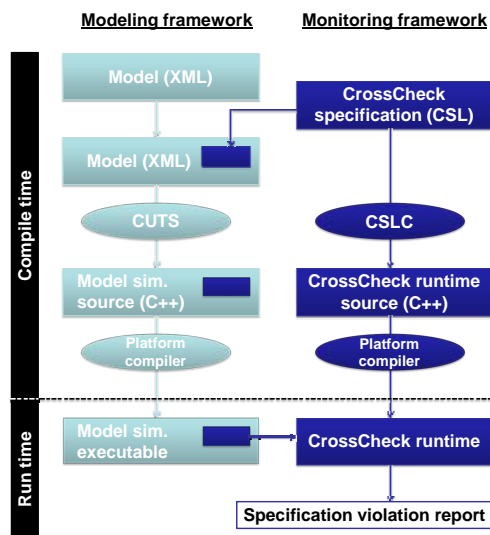 Modeling framework
Monitoring framework
Model (XML)
CrossCheck
specification (CSL)
Model (XML)
CUTS
CSLC
Compile time
Model sim.
source (C++)
CrossCheck runtime
source (C++)
Platform
compiler
Platform
compiler
Run time
Model sim.
executable
CrossCheck runtime
Specification violation report